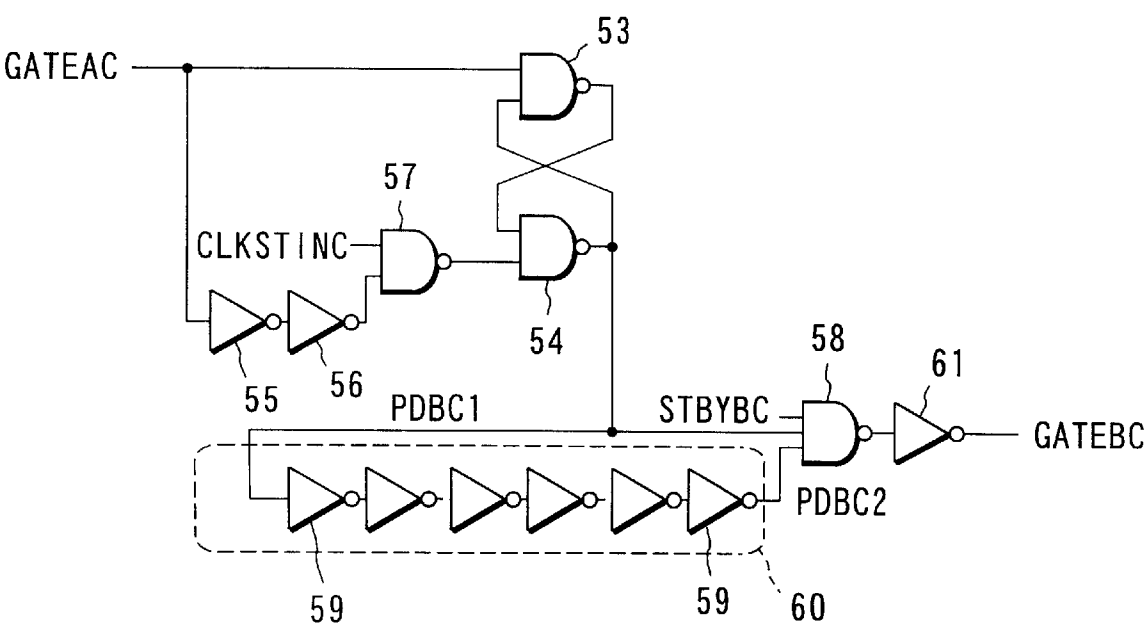 53
GATEAC
57
CLKSTINC
54
55
56
58
61
PDBC1
STBYBC
GATEBC
PDBC2
59
59
60